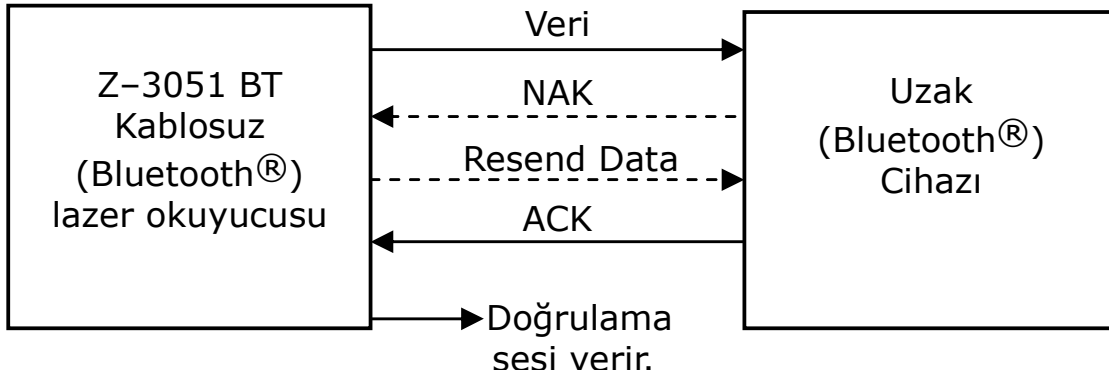 Z–3051 BT
Kablosuz
(Bluetooth®)
lazer okuyucusu
Veri
NAK
Resend Data
ACK
Doğrulama
sesi verir.
Uzak
(Bluetooth®)
Cihazı